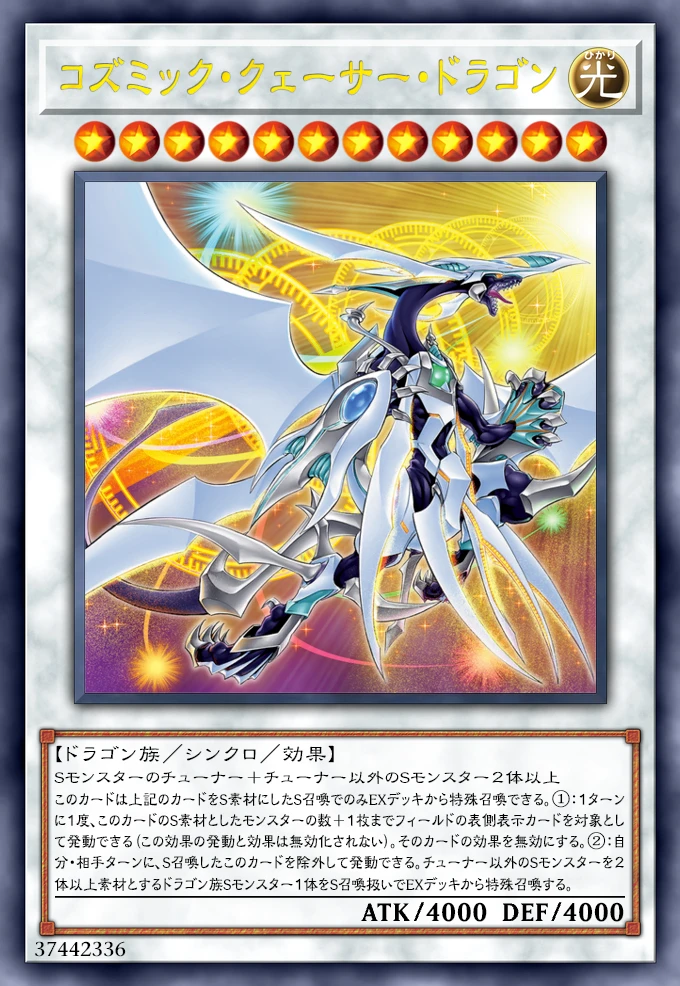 コズミック・クェーサー・ドラゴン
ひかり
光
【ドラゴン族／シンクロ／効果】
Sモンスターのチューナー＋チューナー以外のSモンスター２体以上
このカードは上記のカードをS素材にしたS召喚でのみEXデッキから特殊召喚できる。①：1ターン
に1度、このカードのS素材としたモンスターの数＋1枚までフィールドの表側表示カードを対象とし
て発動できる（この効果の発動と効果は無効化されない）。そのカードの効果を無効にする。②：自
分・相手ターンに、S召喚したこのカードを除外して発動できる。チューナー以外のSモンスターを2
体以上素材とするドラゴン族Sモンスター1体をS召喚扱いでEXデッキから特殊召喚する。
ATK/4000 DEF/4000
37442336